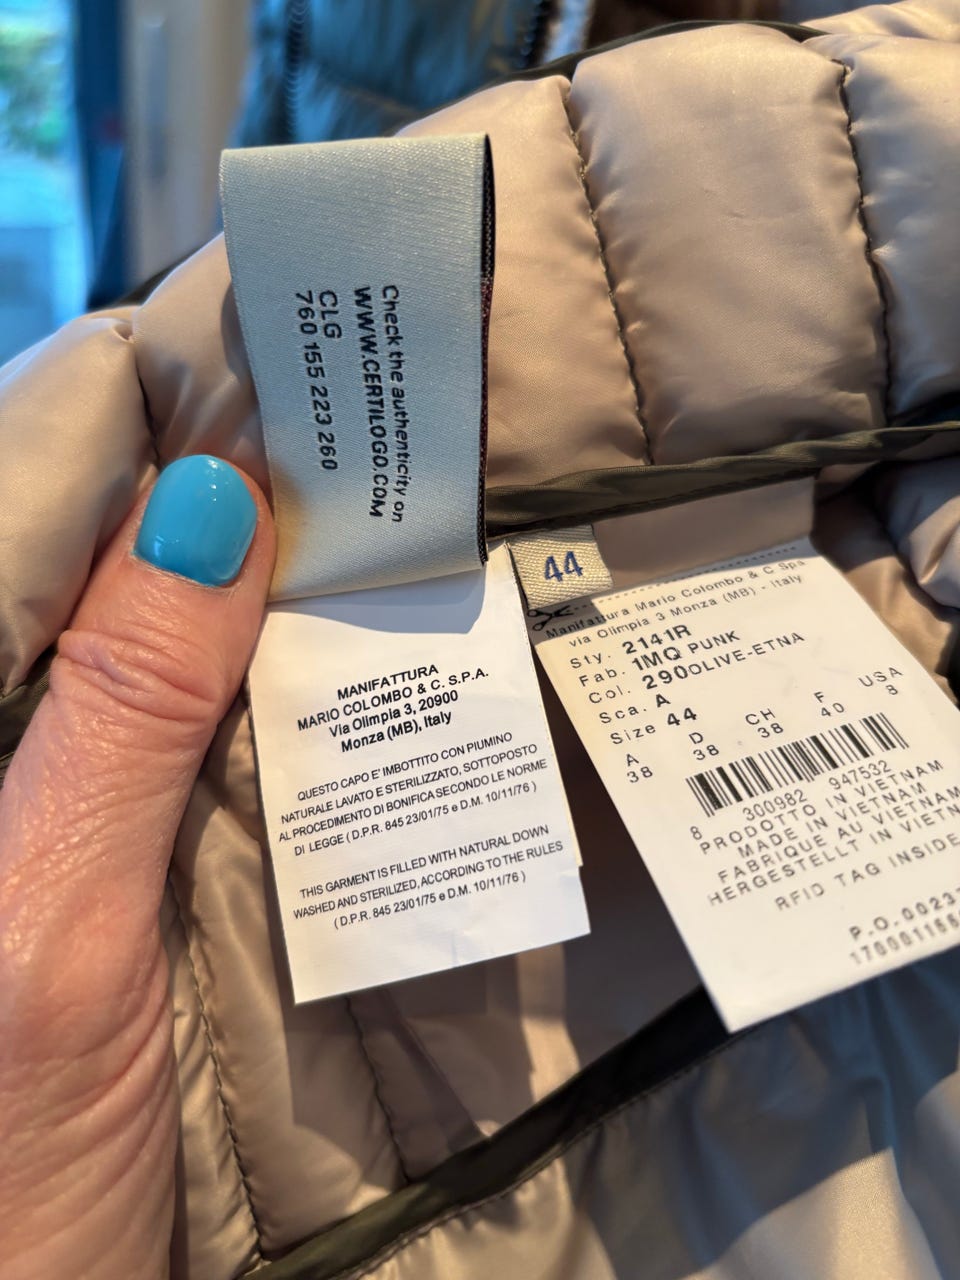 Check the authenticity on
WWW.CERTILOGO.COM
CLG
760 155 223 260
44
MANIFATTURA
MARIO COLOMBO & C. S.P.A.
Via Olimpia 3, 20900
Monza (MB), Italy
QUESTO CAPO E' IMBOTTITO CON PIUMINO
NATURALE LAVATO E STERILIZZATO, SOTTOPOSTO
AL PROCEDIMENTO DI BONIFICA SECONDO LE NORME
DI LEGGE ( D.P.R. 845 23/01/75 e D.M. 10/11/76 )
THIS GARMENT IS FILLED WITH NATURAL DOWN
WASHED AND STERILIZED, ACCORDING TO THE RULES
( D.P.R. 845 23/01/75 e D.M. 10/11/76 )
Manifattura Mario Colombo & C Spa
via Olimpia 3 Monza (MB) - Italy
Sty. 2141R
Fab. 1MQ PUNK
Col. 290OLIVE-ETNA
Sca. A
Size 44
A D CH F USA
38 38 38 40 8
8 300982 947532
PRODOTTO IN VIETNAM
MADE IN VIETNAM
FABRIQUE AU VIETNAM
HERGESTELLT IN VIETN
RFID TAG INSIDE
P.O.0023
170001166